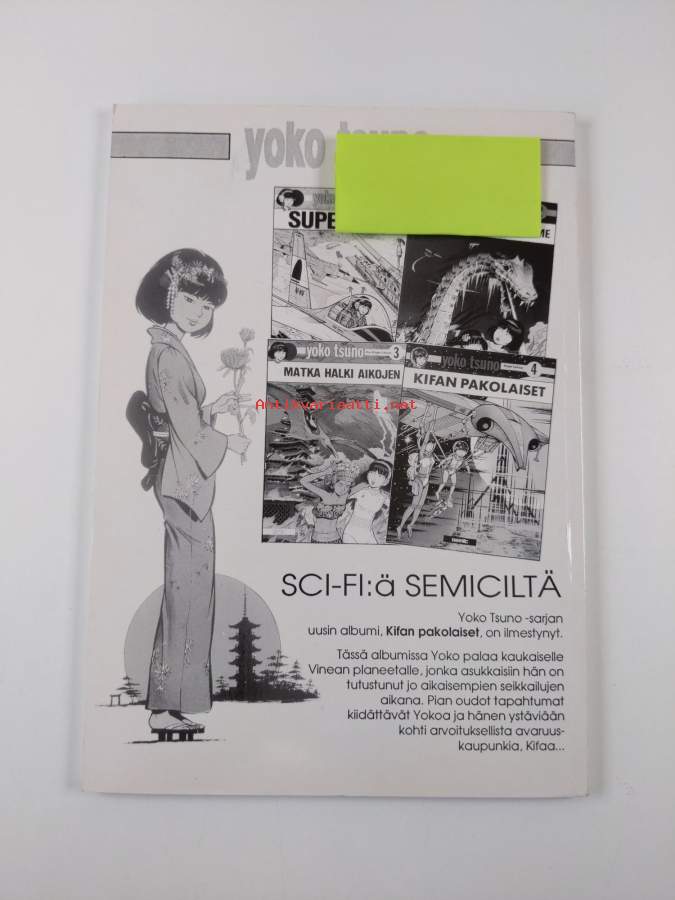 yoko tsuno
yoko
SUPE
ME
yoko tsuno 3
MATKA HALKI AIKOJEN
yoko tsuno 4
KIFAN PAKOLAISET
Antikvariaatti.net
SCI-FI:ä SEMICILTÄ
Yoko Tsuno -sarjan
uusin albumi, Kifan pakolaiset, on ilmestynyt.
Tässä albumissa Yoko palaa kaukaiselle
Vinean planeetalle, jonka asukkaisiin hän on
tutustunut jo aikaisempien seikkailujen
aikana. Pian oudot tapahtumat
kiidättävät Yokoa ja hänen ystäviään
kohti arvoituksellista avaruus-
kaupunkia, Kifaa...